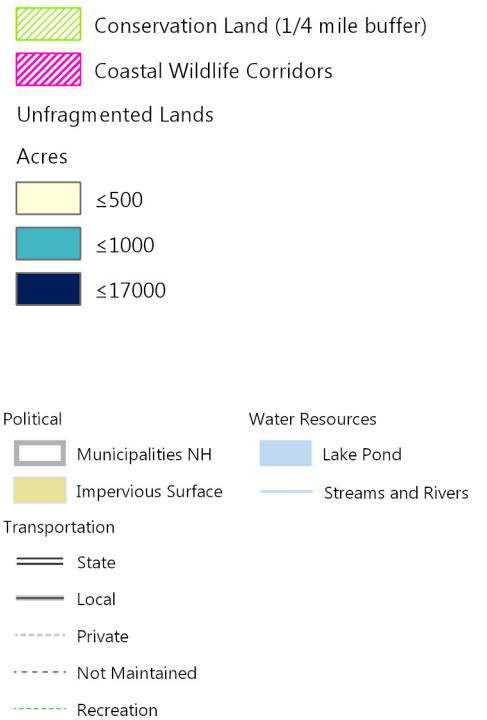 Conservation Land (1/4 mile buffer)
Coastal Wildlife Corridors
Unfragmented Lands
Acres
≤500
≤1000
≤17000
Political
Municipalities NH
Impervious Surface
Water Resources
Lake Pond
Streams and Rivers
Transportation
State
Local
Private
Not Maintained
Recreation